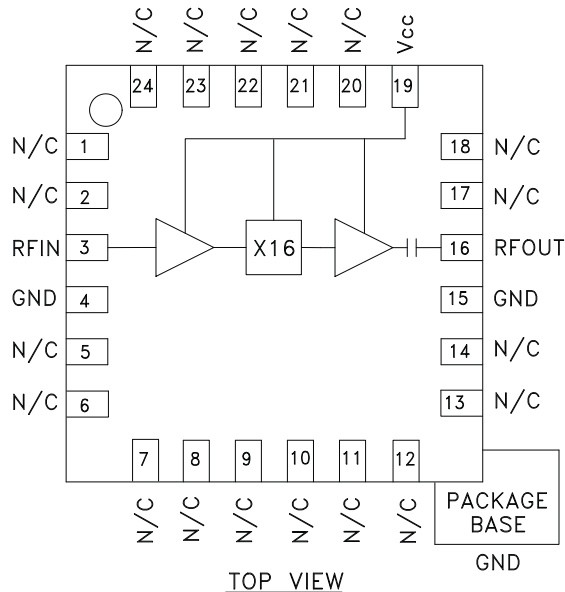 N/C N/C N/C N/C N/C Vcc
24 23 22 21 20 19
N/C 1 18 N/C
N/C 2 17 N/C
RFIN 3 X16 16 RFOUT
GND 4 15 GND
N/C 5 14 N/C
N/C 6 13 N/C
7 8 9 10 11 12
N/C N/C N/C N/C N/C N/C
PACKAGE
BASE
GND
TOP VIEW